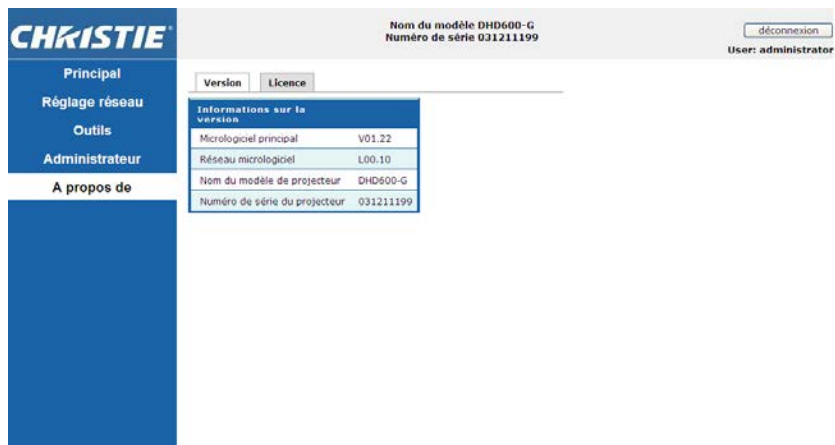 CHRISTIE
Nom du modèle DHD600-G
Numéro de série 031211199
déconnexion
User: administrator
Principal
Réglage réseau
Outils
Administrateur
A propos de
Version Licence
Informations sur la
version
Micrologiciel principal V01.22
Réseau micrologiciel L00.10
Nom du modèle de projecteur DHD600-G
Numéro de série du projecteur 031211199